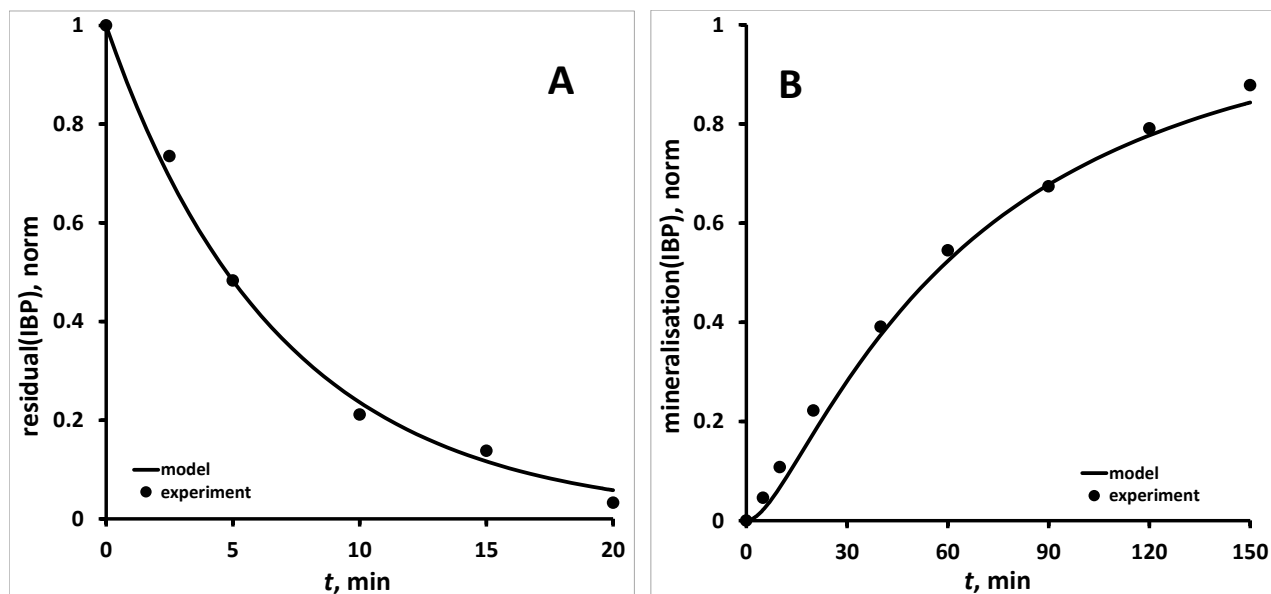 A
residual(IBP), norm
1
0.8
0.6
0.4
0.2
0
model
experiment
0 5 10 15 20
t, min
B
mineralisation(IBP), norm
1
0.8
0.6
0.4
0.2
0
model
experiment
0 30 60 90 120 150
t, min